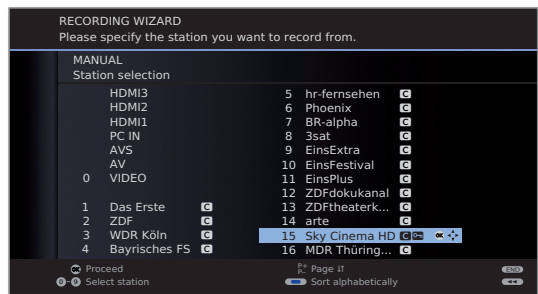 RECORDING WIZARD
Please specify the station you want to record from.
MANUAL
Station selection
HDMI3
HDMI2
HDMI1
PC IN
AVS
AV
0 VIDEO
1 Das Erste C
2 ZDF C
3 WDR Köln C
4 Bayrisches FS C
5 hr-fernsehen C
6 Phoenix C
7 BR-alpha C
8 3sat C
9 EinsExtra C
10 EinsFestival C
11 EinsPlus C
12 ZDFdokukanal C
13 ZDFtheaterk... C
14 arte C
15 Sky Cinema HD C OK
16 MDR Thüring... C
OK Proceed
P+ P- Page
END
0-9 Select station
Sort alphabetically